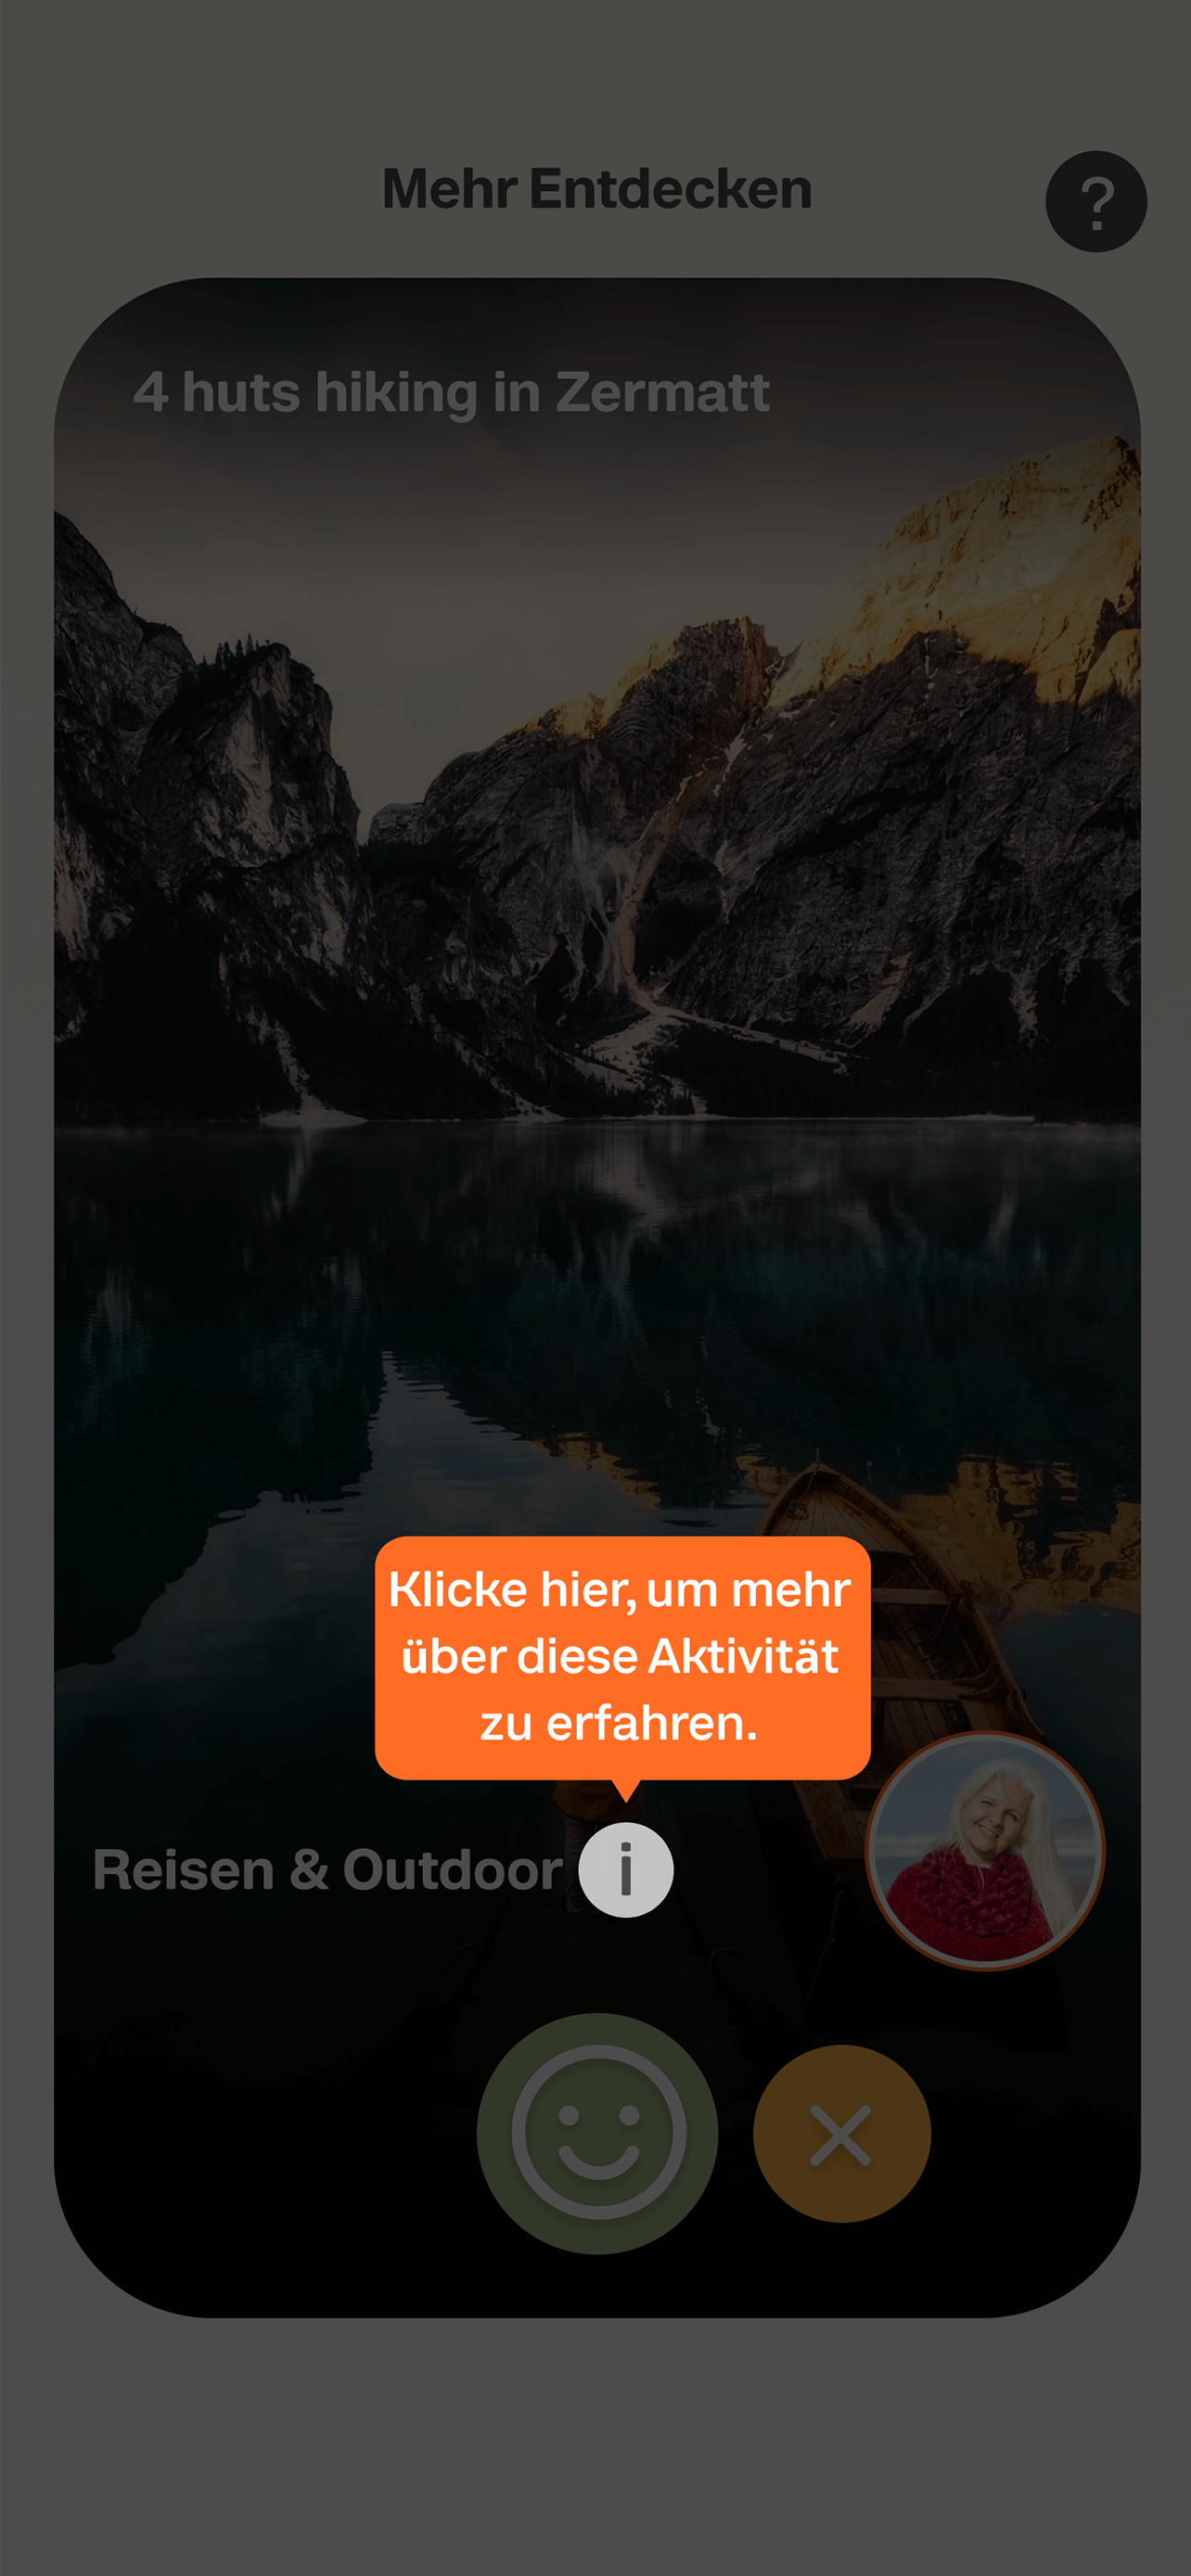 Mehr Entdecken
?
4 huts hiking in Zermatt
Klicke hier, um mehr
über diese Aktivität
zu erfahren.
Reisen & Outdoor i